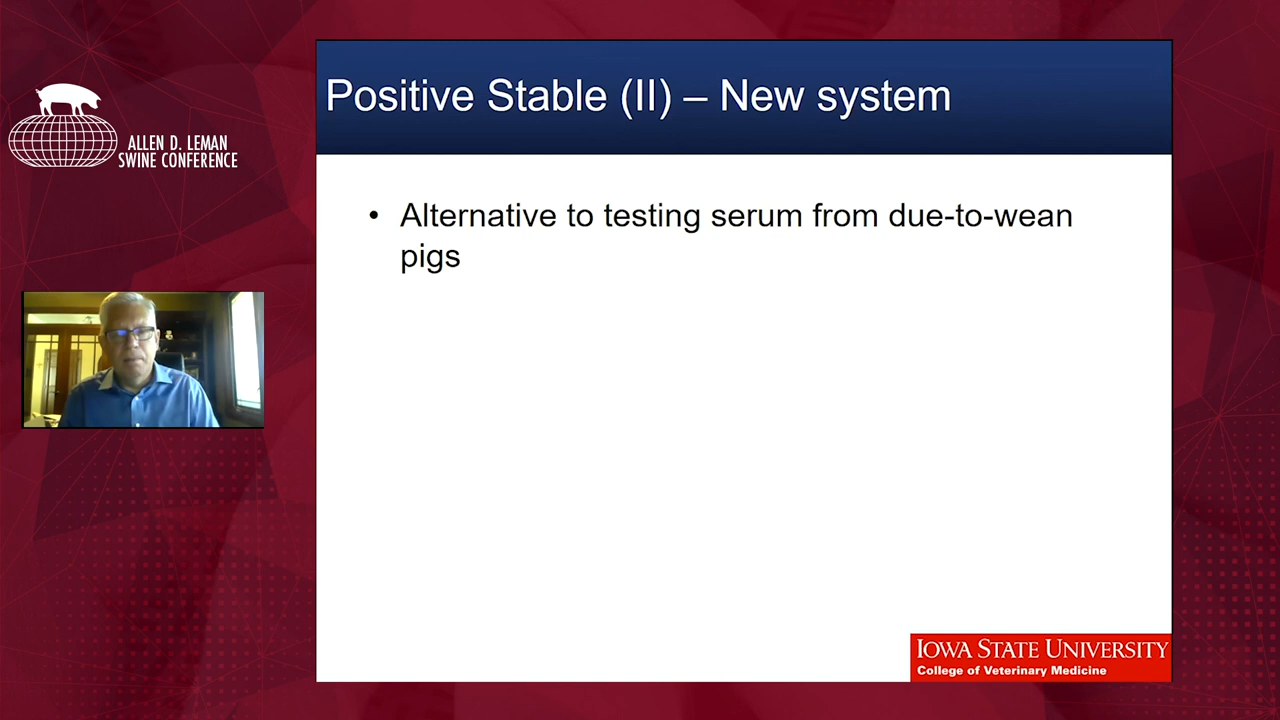 ALLEN D. LEMAN
SWINE CONFERENCE
Positive Stable (II) – New system
• Alternative to testing serum from due-to-wean
pigs
IOWA STATE UNIVERSITY
College of Veterinary Medicine